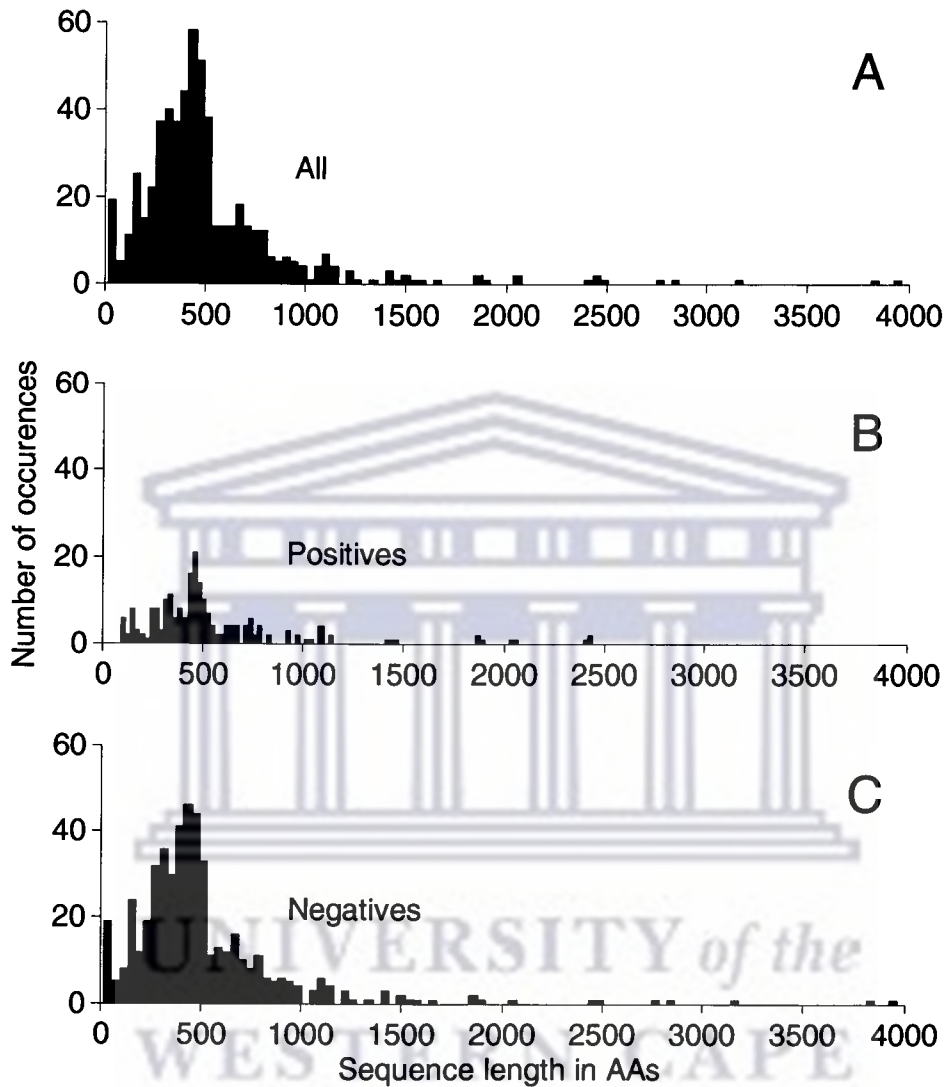 60
40
20
0
A
All
0 500 1000 1500 2000 2500 3000 3500 4000
Number of occurences
60
40
20
0
B
Positives
0 500 1000 1500 2000 2500 3000 3500 4000
60
40
20
0
C
Negatives
UNIVERSITY of the
0 500 1000 1500 2000 2500 3000 3500 4000
WESTERN CAPE
Sequence length in AAs